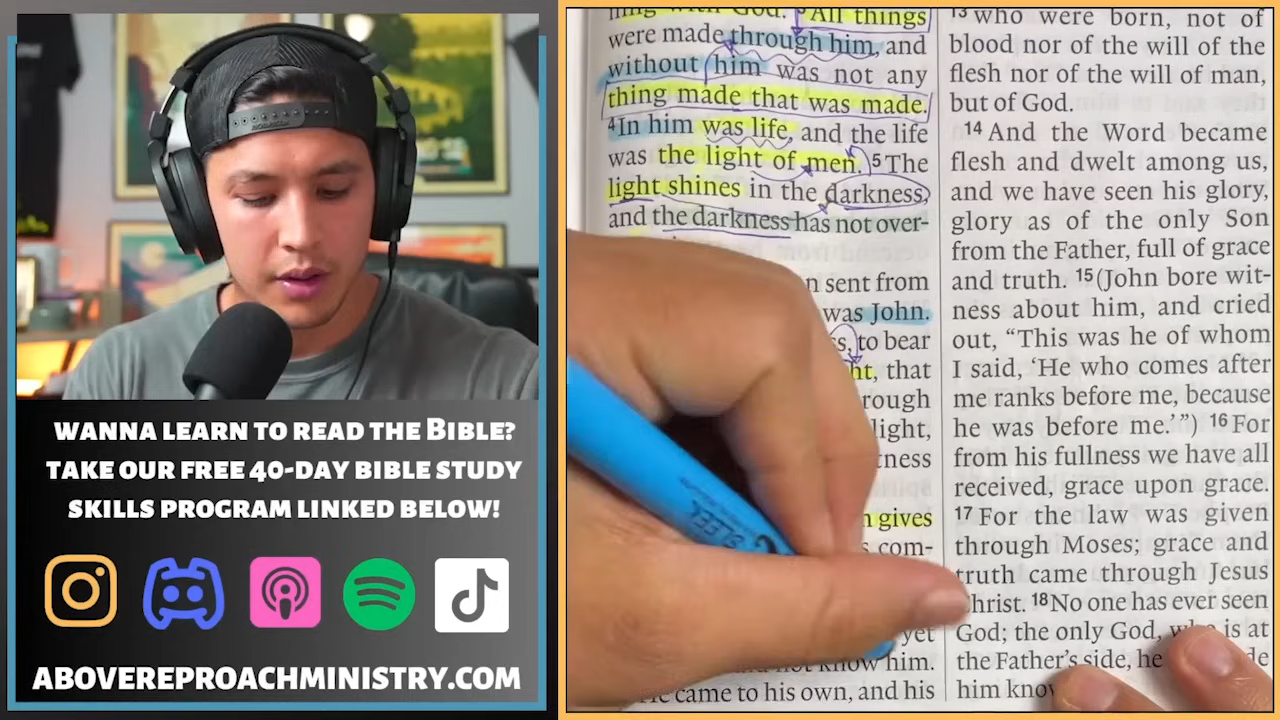 WANNA LEARN TO READ THE BIBLE?
TAKE OUR FREE 40-DAY BIBLE STUDY
SKILLS PROGRAM LINKED BELOW!
ABOVEREPROACHMINISTRY.COM
with God. 3 All things
were made through him, and
without him was not any
thing made that was made.
4 In him was life, and the life
was the light of men. 5 The
light shines in the darkness,
and the darkness has not over-
sent from
was John.
to bear
that
light,
gives
com-
yet
know him.
came to his own, and his
13 who were born, not of
blood nor of the will of the
flesh nor of the will of man,
but of God.
14 And the Word became
flesh and dwelt among us,
and we have seen his glory,
glory as of the only Son
from the Father, full of grace
and truth. 15 (John bore wit-
ness about him, and cried
out, “This was he of whom
I said, ‘He who comes after
me ranks before me, because
he was before me.’”) 16 For
from his fullness we have all
received, grace upon grace.
17 For the law was given
through Moses; grace and
truth came through Jesus
Christ. 18 No one has ever seen
God; the only God, who is at
the Father’s side, he
him